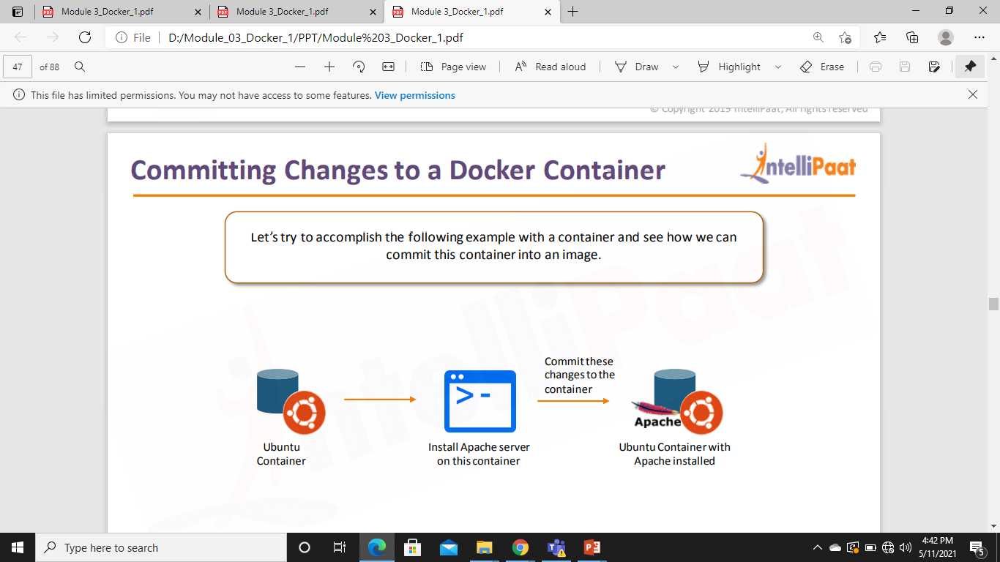 Module 3_Docker_1.pdf
Module 3_Docker_1.pdf
Module 3_Docker_1.pdf
File
D:/Module_03_Docker_1/PPT/Module%203_Docker_1.pdf
47 of 88
Page view
Read aloud
Draw
Highlight
Erase
This file has limited permissions. You may not have access to some features. View permissions
© Copyright 2019 IntelliPaat, All rights reserved
Committing Changes to a Docker Container
IntelliPaat
Let’s try to accomplish the following example with a container and see how we can
commit this container into an image.
Commit these
changes to the
container
>-
Apache
Ubuntu
Container
Install Apache server
on this container
Ubuntu Container with
Apache installed
IntelliPaat
Type here to search
4:42 PM
5/11/2021
5